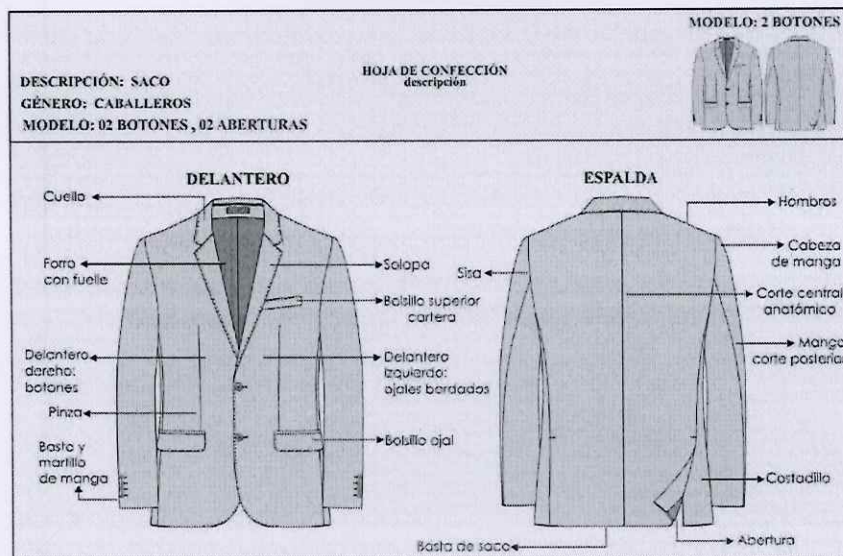 MODELO: 2 BOTONES
HOJA DE CONFECCIÓN
descripción
DESCRIPCIÓN: SACO
GÉNERO: CABALLEROS
MODELO: 02 BOTONES , 02 ABERTURAS
DELANTERO
Cuello
Forro
con fuelle
Solapa
Bolsillo superior
cartera
Delantero
derecho:
botones
Delantero
izquierdo:
ojales bordados
Pinza
Bolsillo ojal
Basta y
martillo
de manga
ESPALDA
Hombros
Cabeza
de manga
Sisa
Corte central
anatómico
Manga
corte posterior
Costadillo
Basta de saco
Abertura